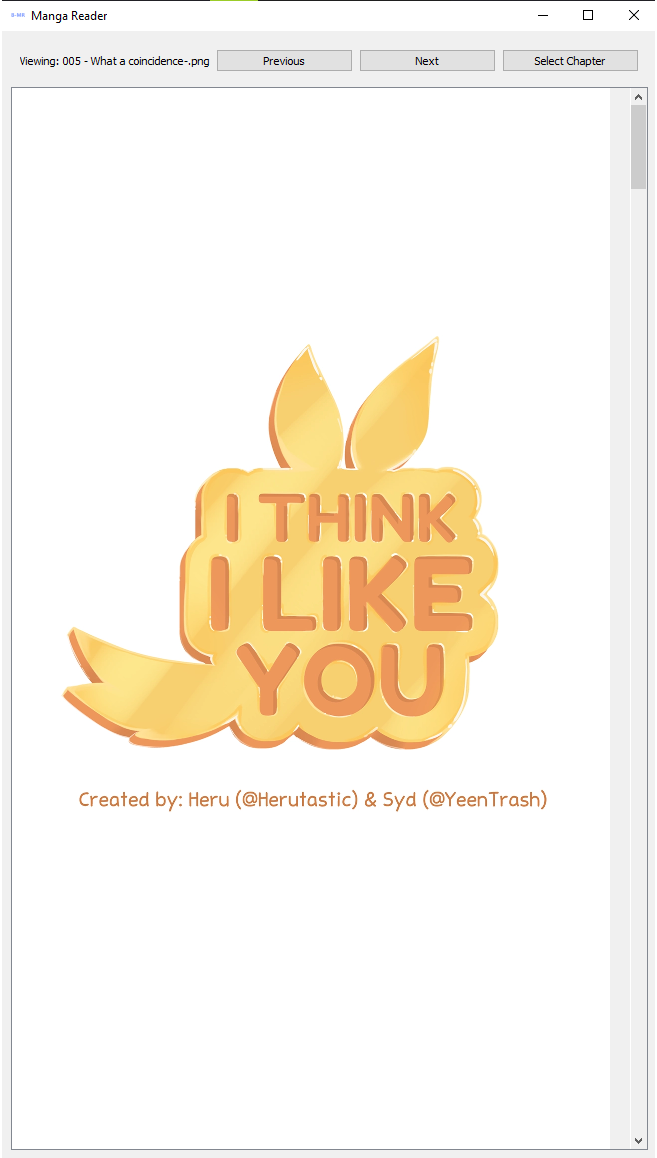 B-MR Manga Reader
Viewing: 005 - What a coincidence-.png Previous Next Select Chapter
I THINK
I LIKE
YOU
Created by: Heru (@Herutastic) & Syd (@YeenTrash)